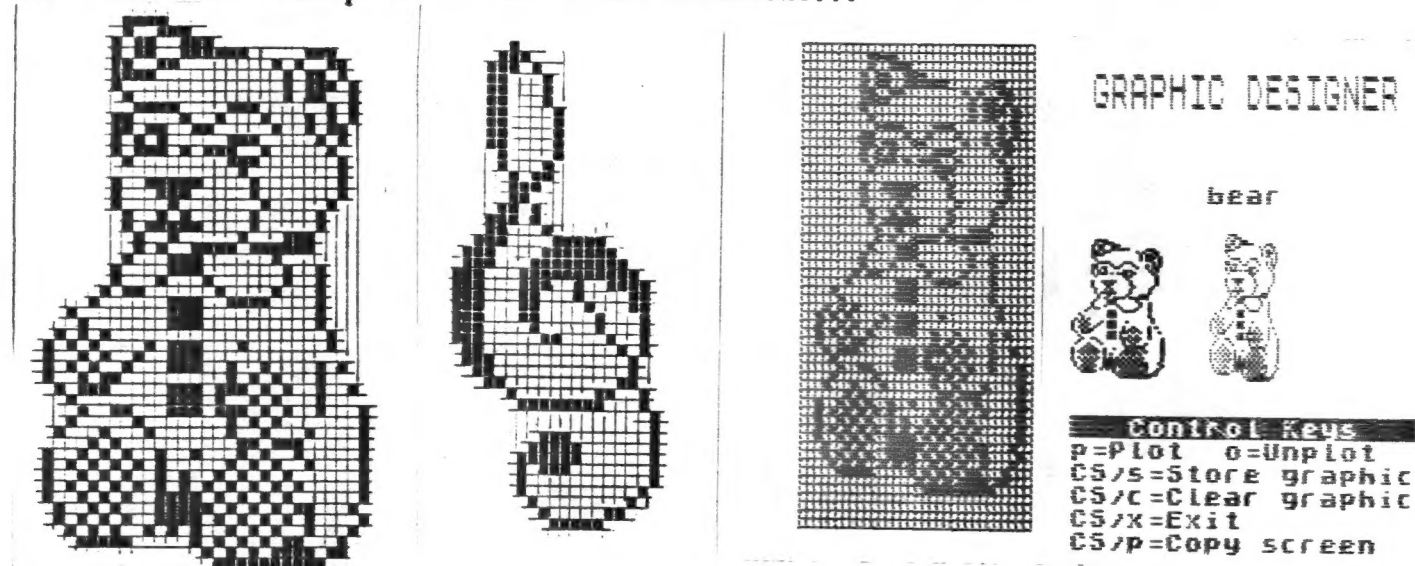 GRAPHIC DESIGNER
bear
Control Keys
p=Plot o=Unplot
CS/s=Store graphic
CS/c=Clear graphic
CS/x=Exit
CS/p=Copy screen